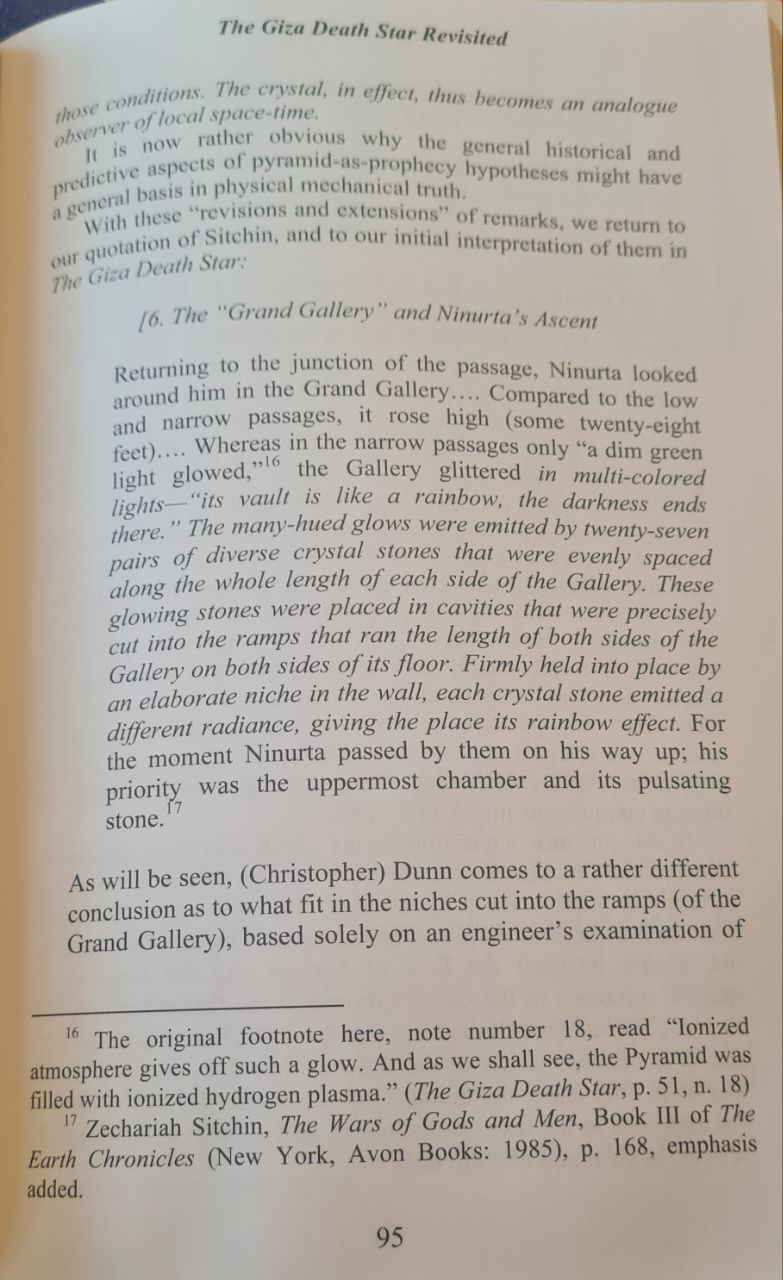 The Giza Death Star Revisited
those conditions. The crystal, in effect, thus becomes an analogue
observer of local space-time.
It is now rather obvious why the general historical and
predictive aspects of pyramid-as-prophecy hypotheses might have
a general basis in physical mechanical truth.
With these “revisions and extensions” of remarks, we return to
our quotation of Sitchin, and to our initial interpretation of them in
The Giza Death Star:
[6. The “Grand Gallery” and Ninurta’s Ascent
Returning to the junction of the passage, Ninurta looked
around him in the Grand Gallery…. Compared to the low
and narrow passages, it rose high (some twenty-eight
feet)…. Whereas in the narrow passages only “a dim green
light glowed,”16 the Gallery glittered in multi-colored
lights—“its vault is like a rainbow, the darkness ends
there.” The many-hued glows were emitted by twenty-seven
pairs of diverse crystal stones that were evenly spaced
along the whole length of each side of the Gallery. These
glowing stones were placed in cavities that were precisely
cut into the ramps that ran the length of both sides of the
Gallery on both sides of its floor. Firmly held into place by
an elaborate niche in the wall, each crystal stone emitted a
different radiance, giving the place its rainbow effect. For
the moment Ninurta passed by them on his way up; his
priority was the uppermost chamber and its pulsating
stone.17
As will be seen, (Christopher) Dunn comes to a rather different
conclusion as to what fit in the niches cut into the ramps (of the
Grand Gallery), based solely on an engineer’s examination of
16 The original footnote here, note number 18, read “Ionized
atmosphere gives off such a glow. And as we shall see, the Pyramid was
filled with ionized hydrogen plasma.” (The Giza Death Star, p. 51, n. 18)
17 Zechariah Sitchin, The Wars of Gods and Men, Book III of The
Earth Chronicles (New York, Avon Books: 1985), p. 168, emphasis
added.
95